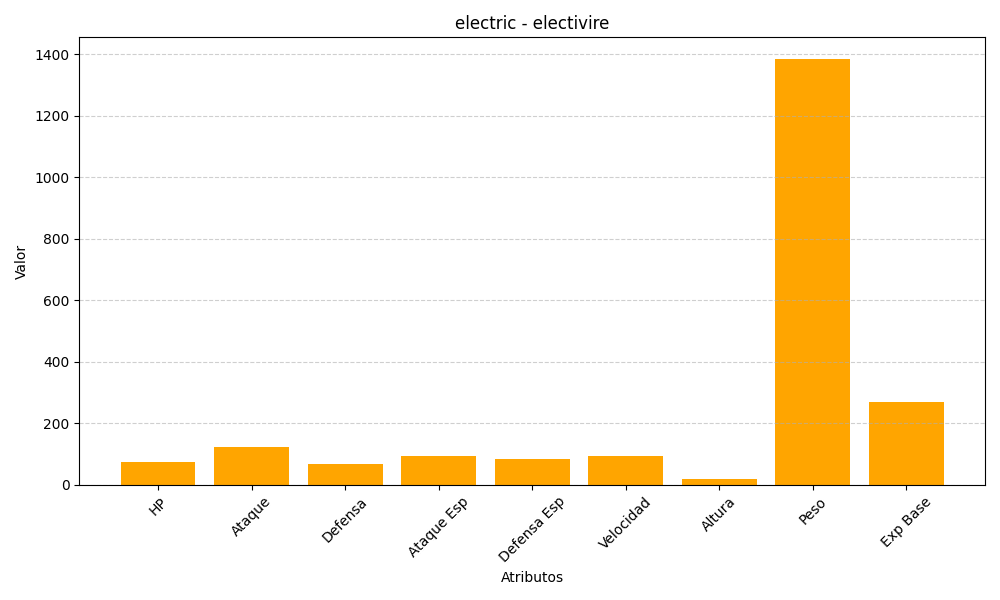 electric - electivire
1400
1200
1000
800
600
400
200
0
Valor
HP
Ataque
Defensa
Ataque Esp
Defensa Esp
Velocidad
Altura
Peso
Exp Base
Atributos